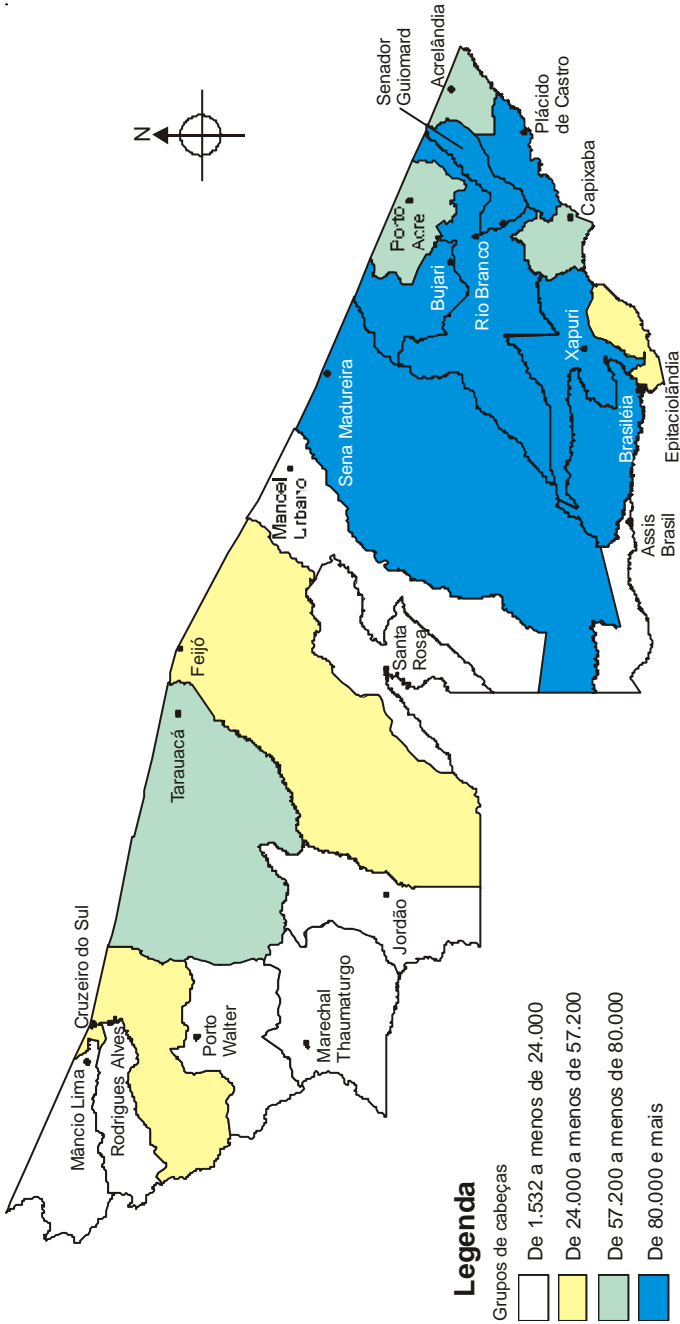 N
Cruzeiro do Sul
Mâncio Lima
Rodrigues Alves
Porto
Walter
Marechal
Thaumaturgo
Jordão
Tarauacá
Feijó
Santa
Rosa
Manoel
Urbano
Sena Madureira
Assis
Brasil
Brasiléia
Epitaciolândia
Xapuri
Capixaba
Rio Branco
Bujari
Porto
Acre
Senador
Guiomard
Acrelândia
Plácido
de Castro
Legenda
Grupos de cabeças
De 1.532 a menos de 24.000
De 24.000 a menos de 57.200
De 57.200 a menos de 80.000
De 80.000 e mais